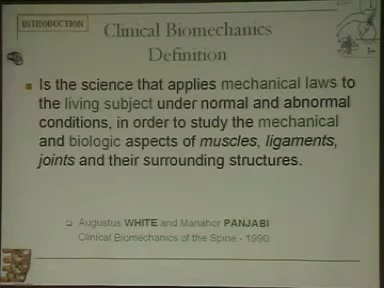 INTRODUCTION
Clinical Biomechanics
Definition
Is the science that applies mechanical laws to
the living subject under normal and abnormal
conditions, in order to study the mechanical
and biologic aspects of muscles, ligaments,
joints and their surrounding structures.
Augustus WHITE and Manahor PANJABI
Clinical Biomechanics of the Spine - 1990